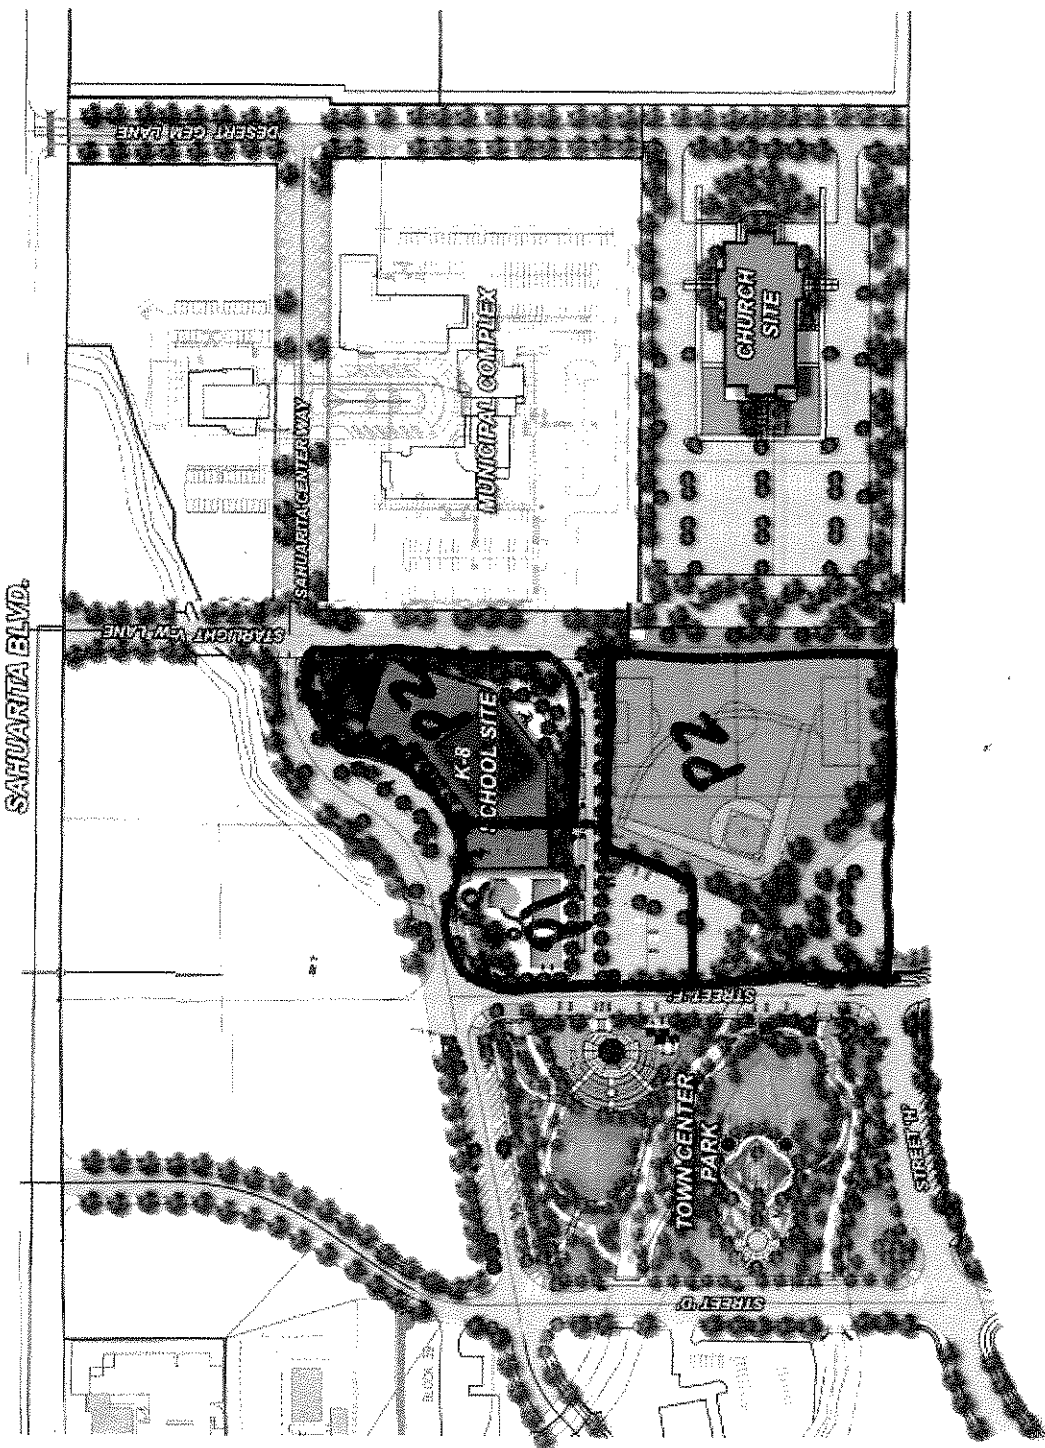 DESERT GEM LANE
CHURCH
SITE
MUNICIPAL COMPLEX
SAHUARITA CENTER WAY
SAHUARITA BLVD.
STARLIGHT VIEW LANE
K-8
SCHOOL SITE
TOWN CENTER
PARK
STREET 'H'
STREET 'D'